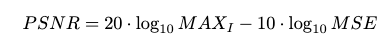 PSNR = 20 · log₁₀ MAX_I − 10 · log₁₀ MSE